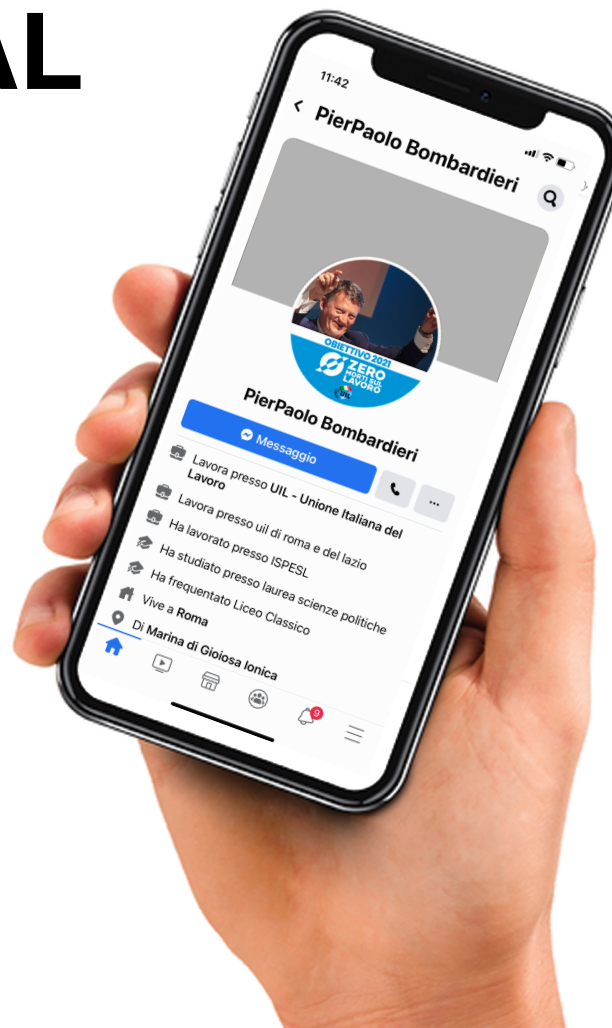 AL
11:42
PierPaolo Bombardieri
OBIETTIVO 2021
ZERO
MORTI SUL
LAVORO
UIL
PierPaolo Bombardieri
Messaggio
Lavora presso UIL - Unione Italiana del
Lavoro
Lavora presso uil di roma e del lazio
Ha lavorato presso ISPESL
Ha studiato presso laurea scienze politiche
Ha frequentato Liceo Classico
Vive a Roma
Di Marina di Gioiosa Ionica
9